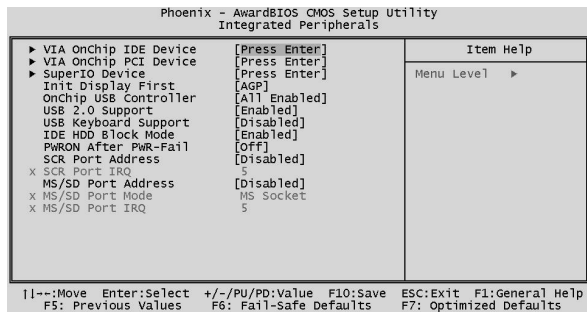 Phoenix - AwardBIOS CMOS Setup Utility
Integrated Peripherals
▶ VIA OnChip IDE Device [Press Enter]
▶ VIA OnChip PCI Device [Press Enter]
▶ SuperIO Device [Press Enter]
Init Display First [AGP]
OnChip USB Controller [All Enabled]
USB 2.0 Support [Enabled]
USB Keyboard Support [Disabled]
IDE HDD Block Mode [Enabled]
PWRON After PWR-Fail [Off]
SCR Port Address [Disabled]
x SCR Port IRQ 5
MS/SD Port Address [Disabled]
x MS/SD Port Mode MS Socket
x MS/SD Port IRQ 5
Item Help
Menu Level ▶
↑↓→←:Move Enter:Select +/-/PU/PD:Value F10:Save ESC:Exit F1:General Help
F5: Previous Values F6: Fail-Safe Defaults F7: Optimized Defaults